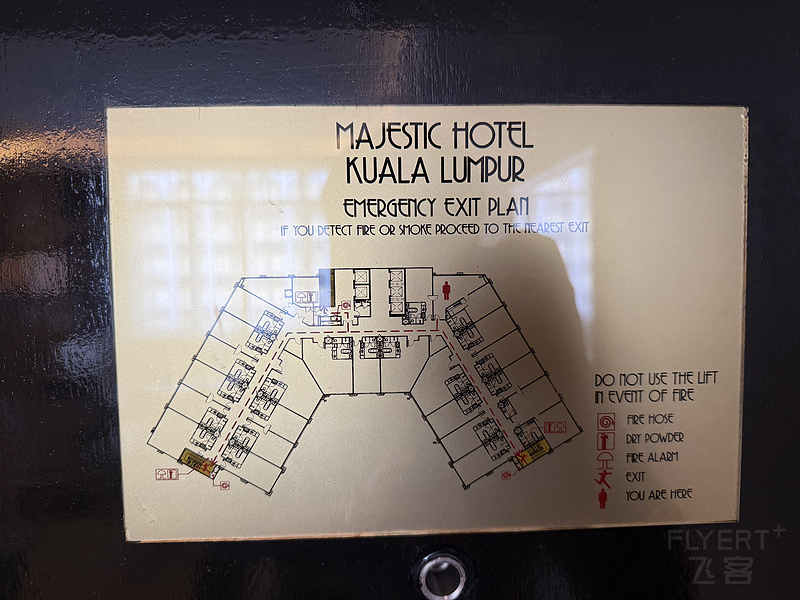 MAJESTIC HOTEL
KUALA LUMPUR
EMERGENCY EXIT PLAN
IF YOU DETECT FIRE OR SMOKE PROCEED TO THE NEAREST EXIT
DO NOT USE THE LIFT
IN EVENT OF FIRE
FIRE HOSE
DRY POWDER
FIRE ALARM
EXIT
YOU ARE HERE
FLYERT+
飞客